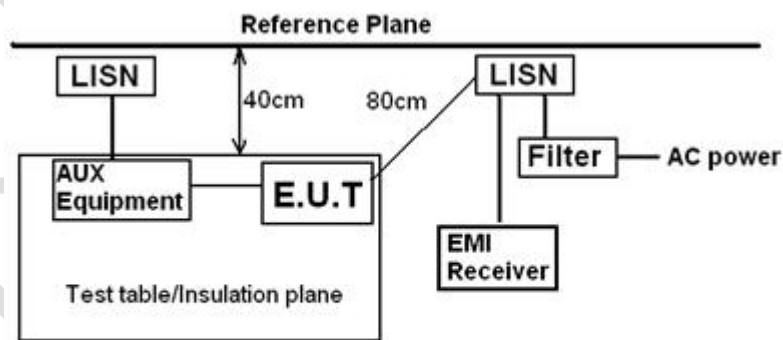 Reference Plane
LISN
LISN
40cm
80cm
Filter
AC power
AUX
Equipment
E.U.T
EMI
Receiver
Test table/Insulation plane